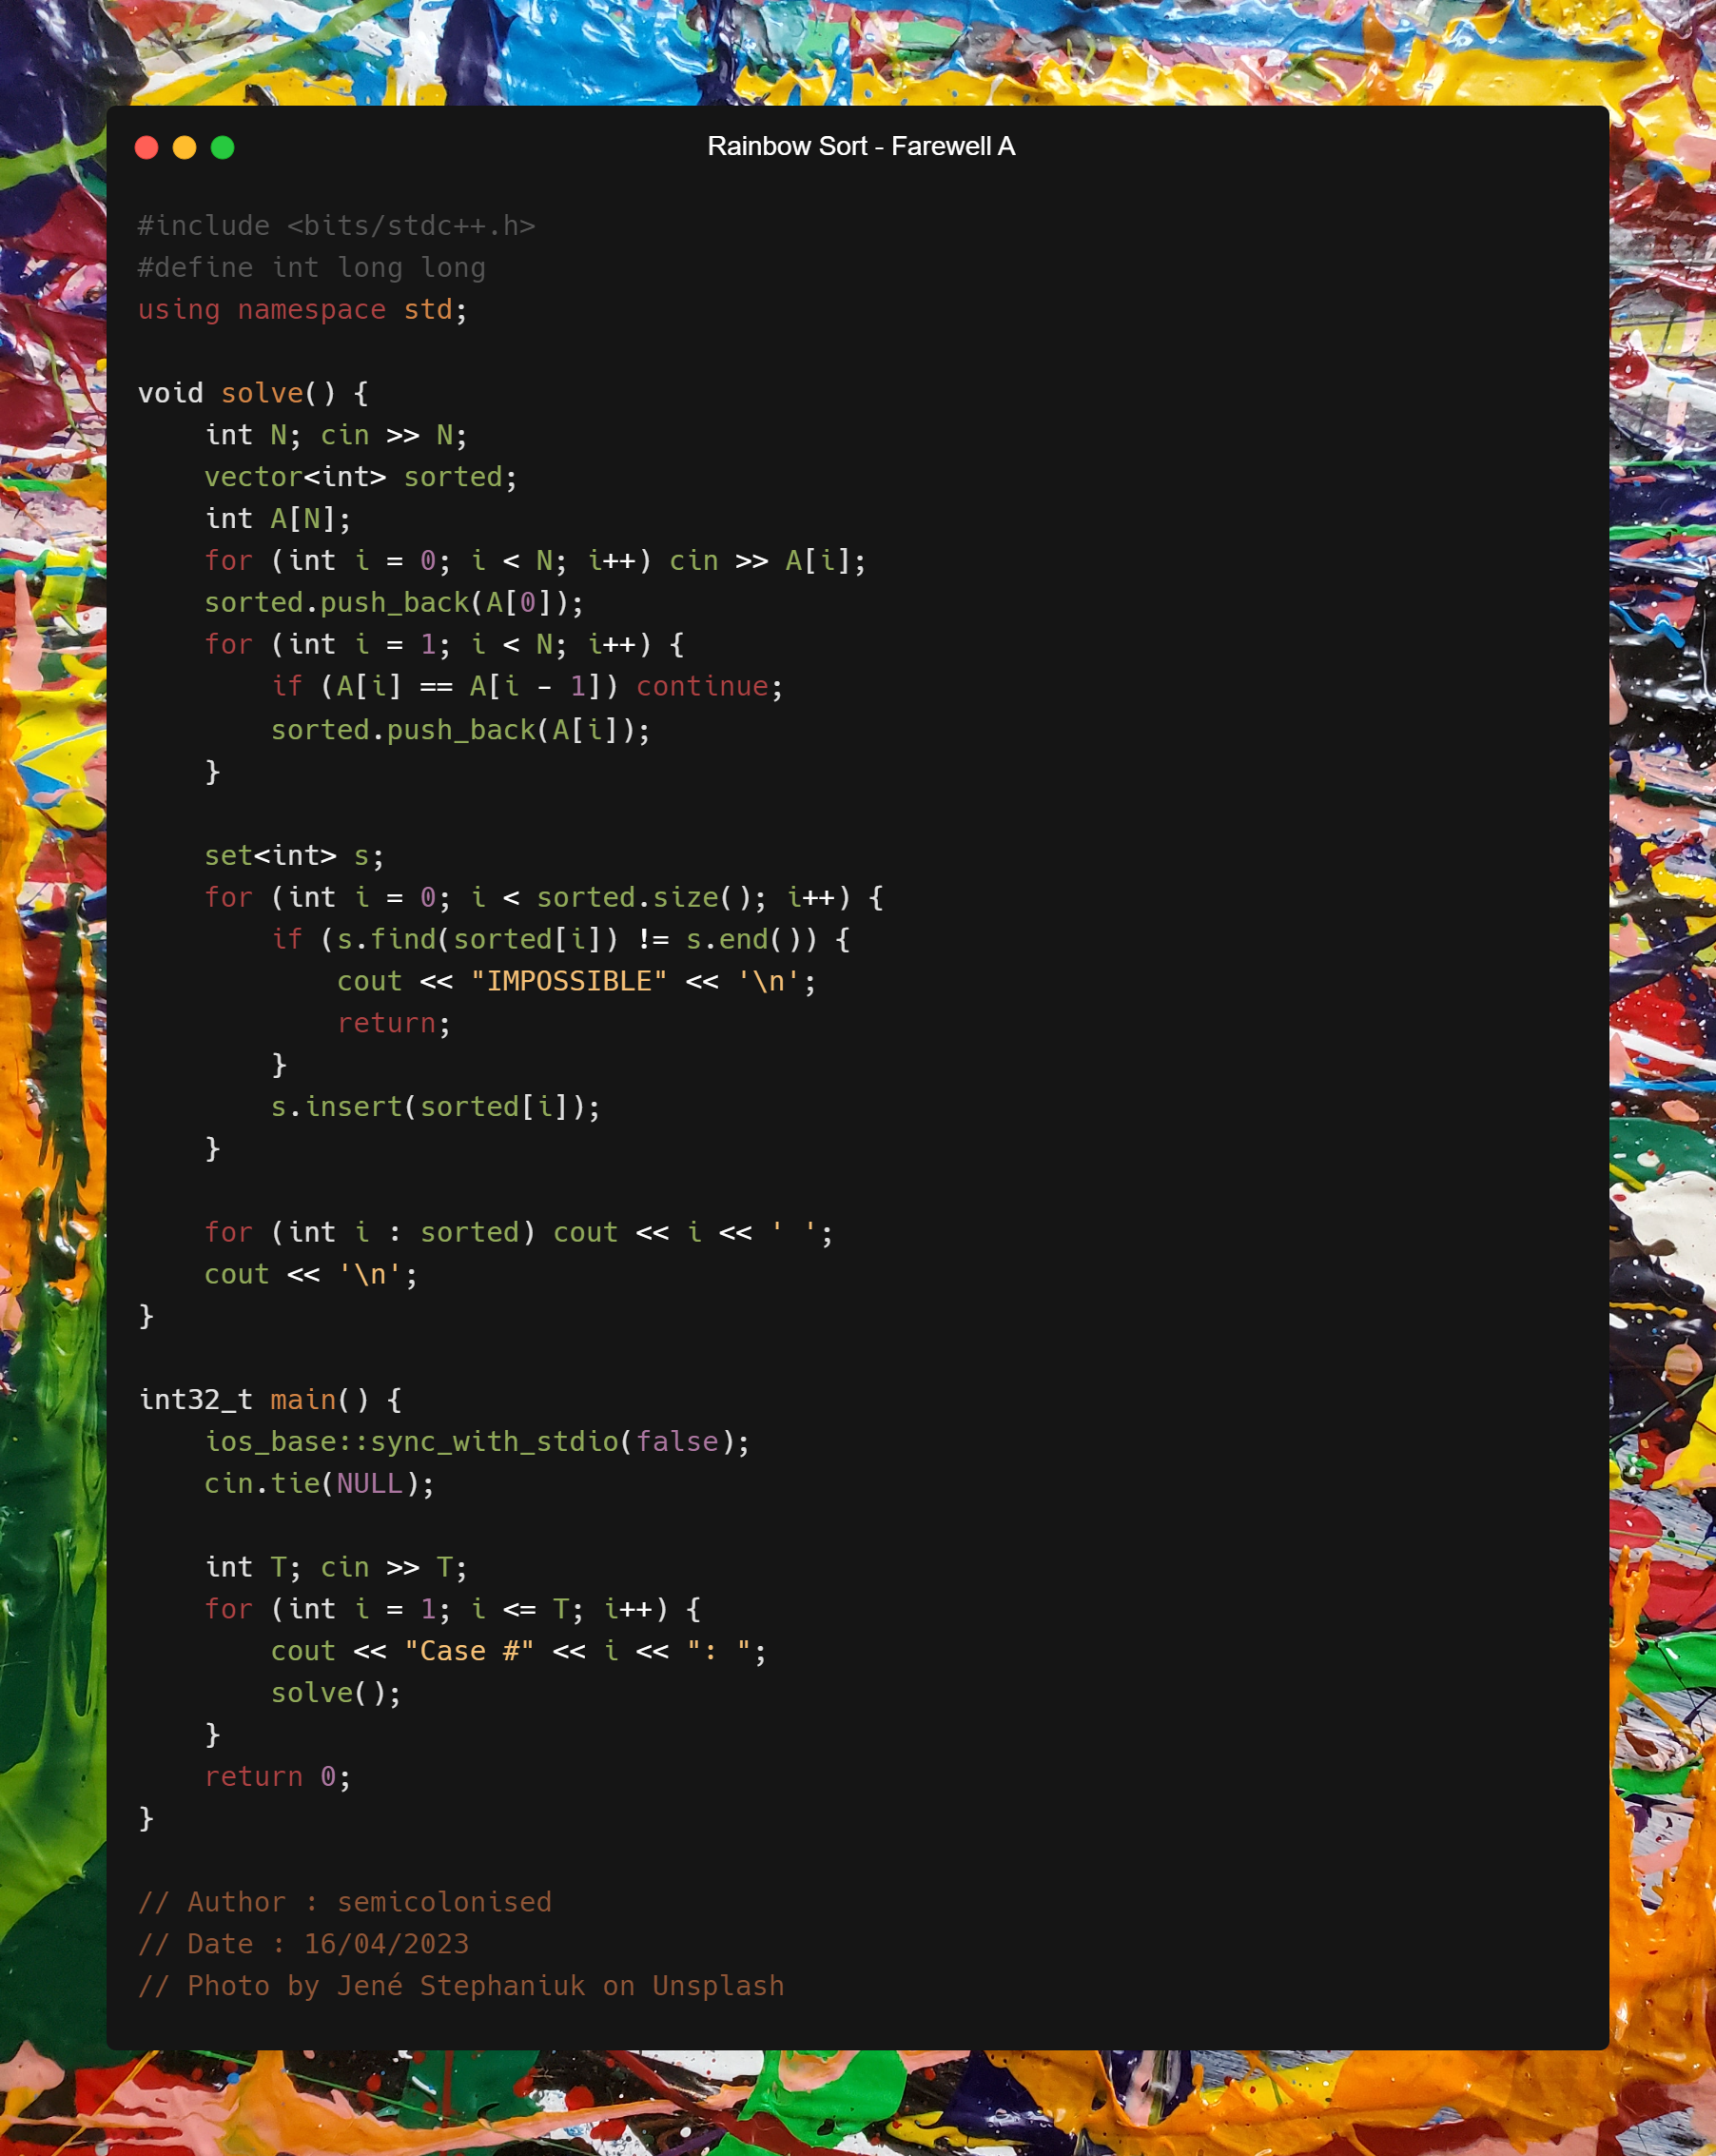 Rainbow Sort - Farewell A
#include <bits/stdc++.h>
#define int long long
using namespace std;

void solve() {
    int N; cin >> N;
    vector<int> sorted;
    int A[N];
    for (int i = 0; i < N; i++) cin >> A[i];
    sorted.push_back(A[0]);
    for (int i = 1; i < N; i++) {
        if (A[i] == A[i - 1]) continue;
        sorted.push_back(A[i]);
    }

    set<int> s;
    for (int i = 0; i < sorted.size(); i++) {
        if (s.find(sorted[i]) != s.end()) {
            cout << "IMPOSSIBLE" << '\n';
            return;
        }
        s.insert(sorted[i]);
    }

    for (int i : sorted) cout << i << ' ';
    cout << '\n';
}

int32_t main() {
    ios_base::sync_with_stdio(false);
    cin.tie(NULL);

    int T; cin >> T;
    for (int i = 1; i <= T; i++) {
        cout << "Case #" << i << ": ";
        solve();
    }
    return 0;
}

// Author : semicolonised
// Date : 16/04/2023
// Photo by Jené Stephaniuk on Unsplash